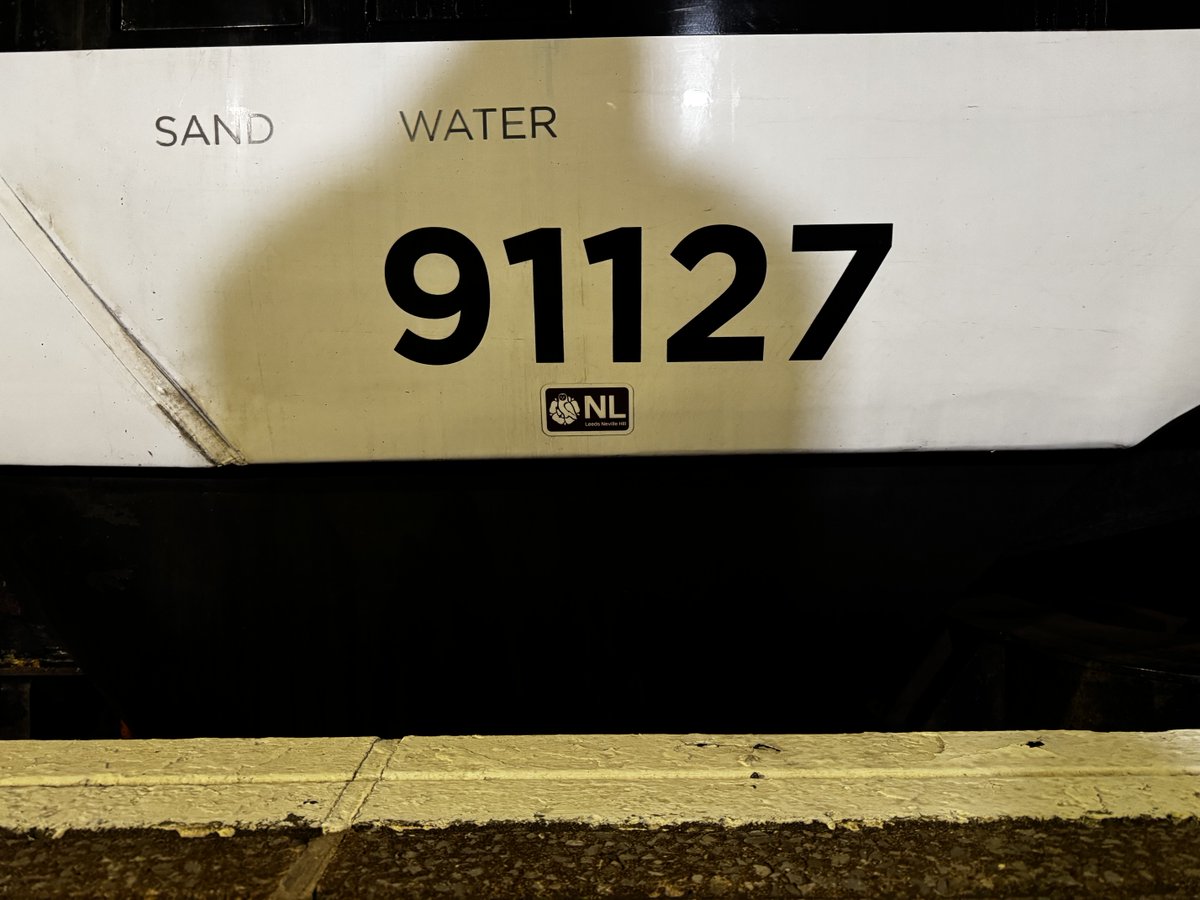 SAND WATER
91127
NL
Leeds Neville Hill